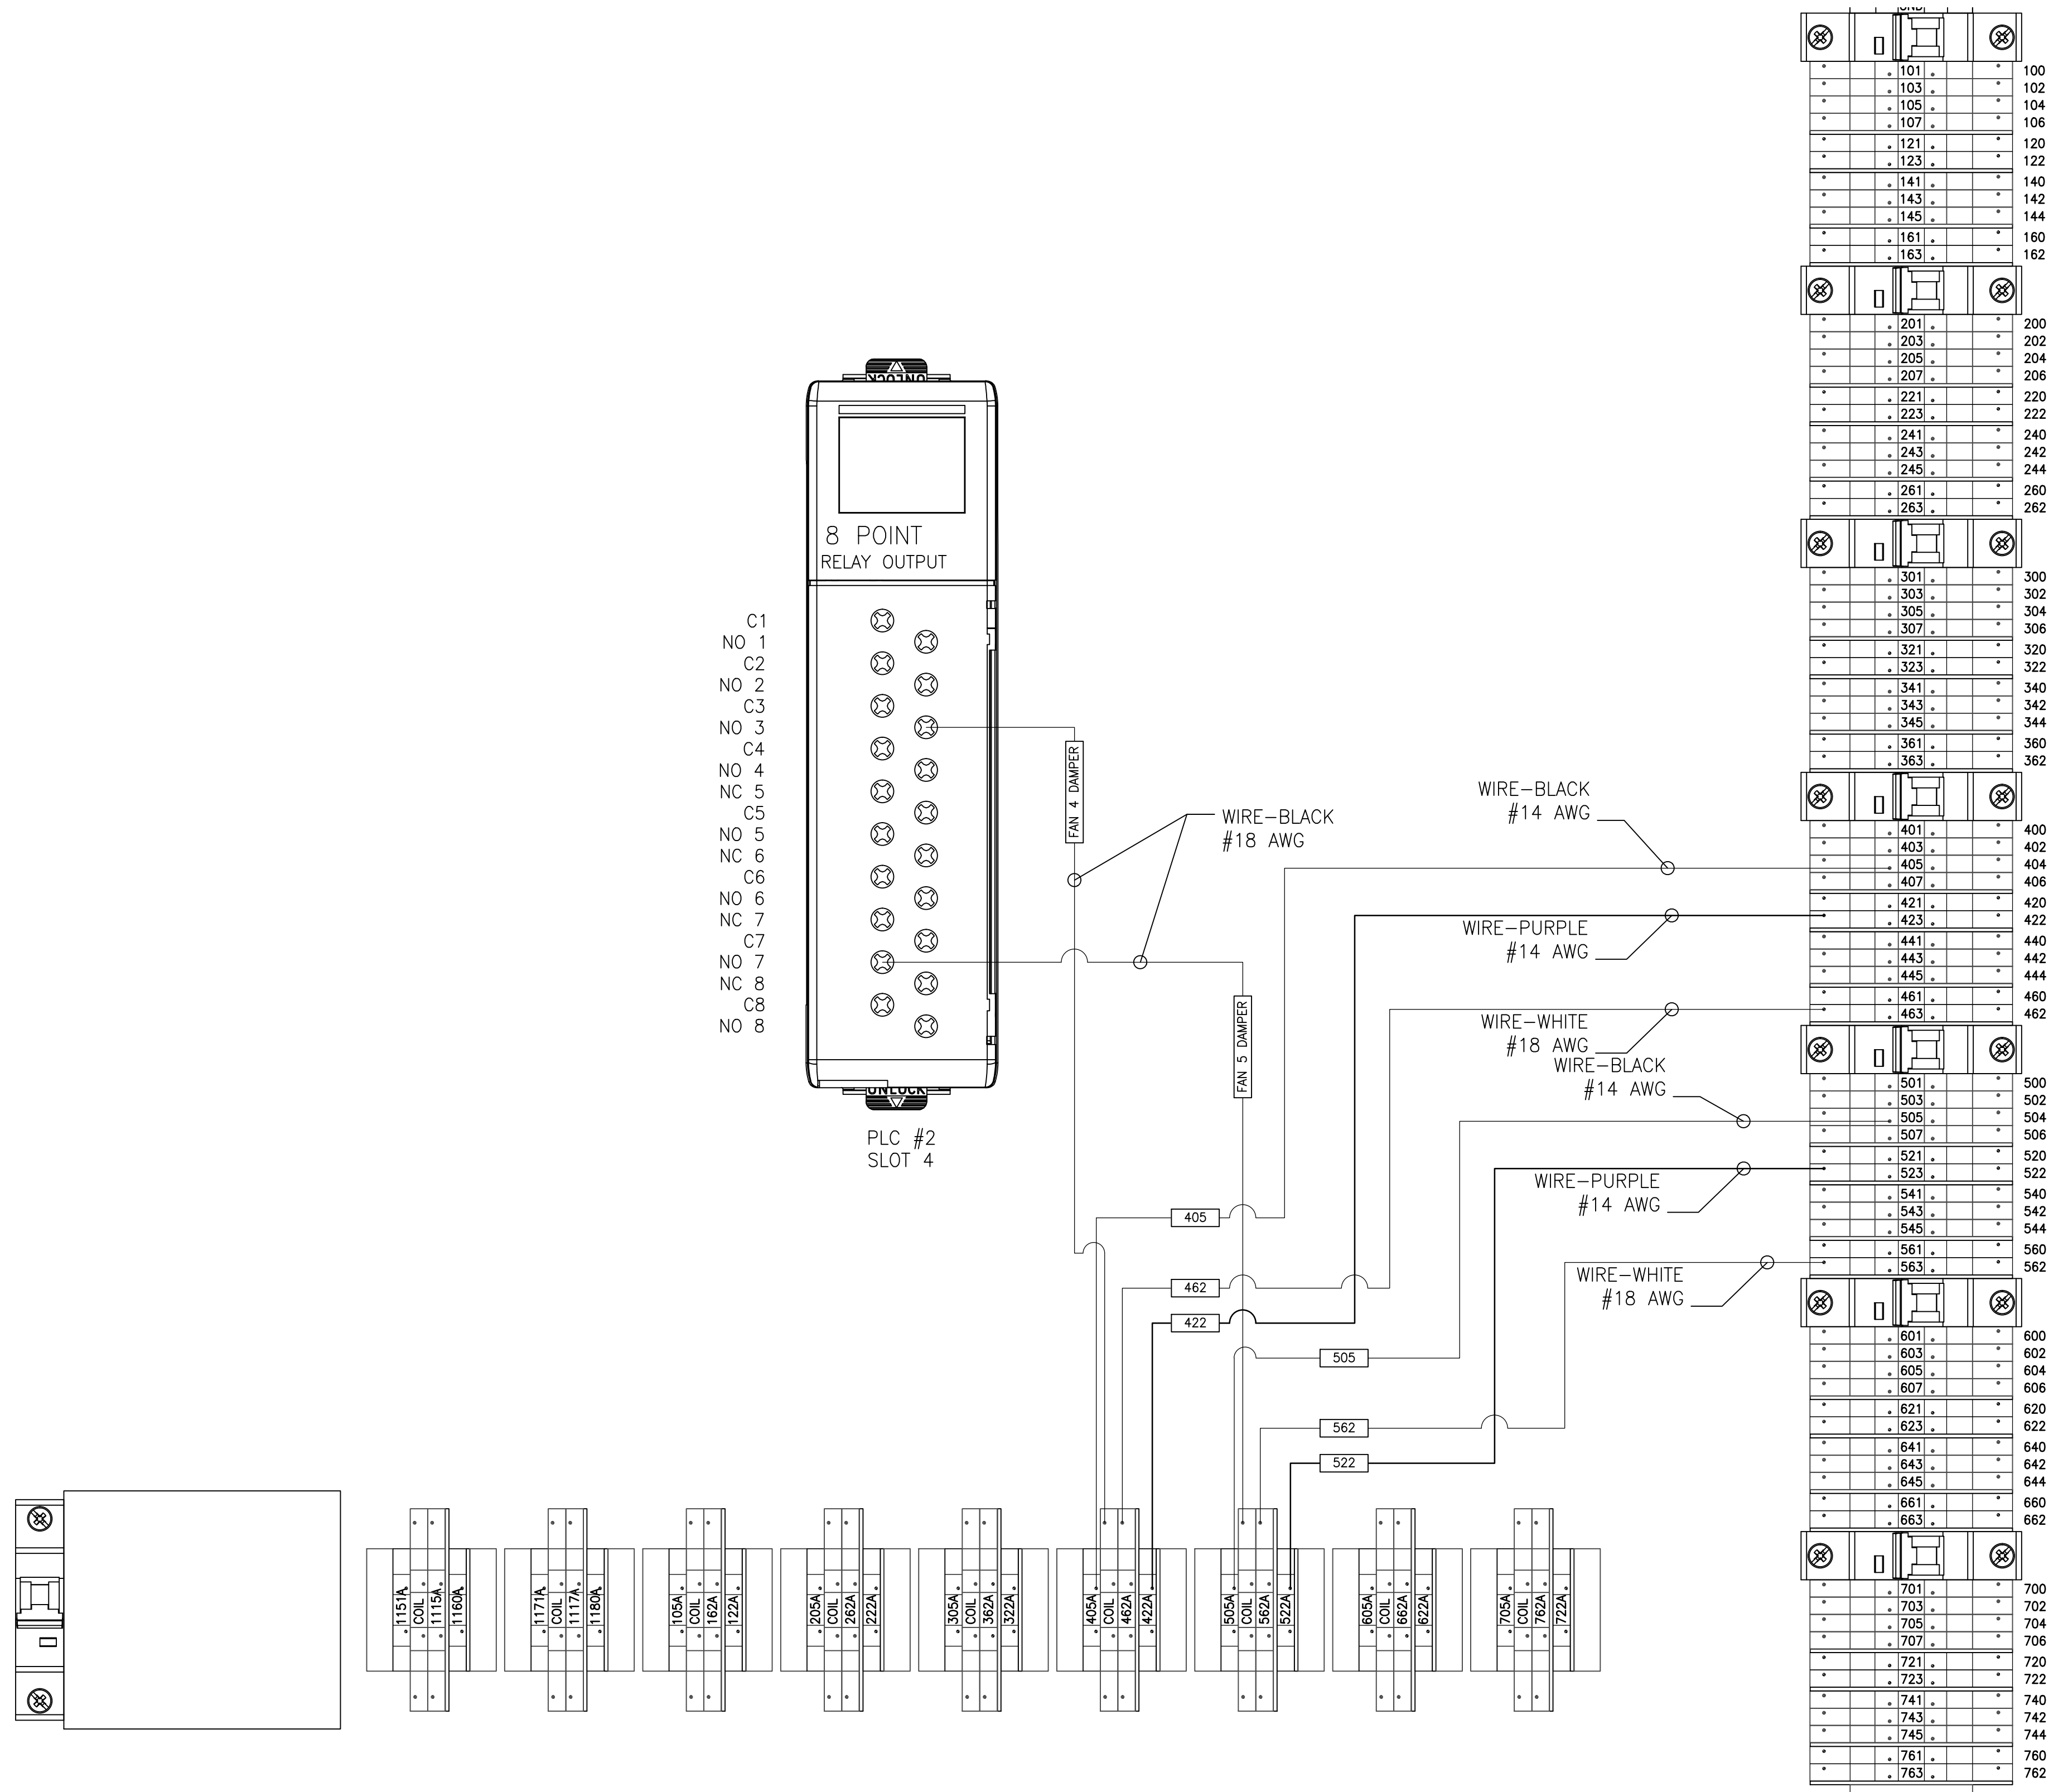 101 100
103 102
105 104
107 106
121 120
123 122
141 140
143 142
145 144
161 160
163 162
201 200
203 202
205 204
207 206
221 220
223 222
241 240
243 242
245 244
261 260
263 262
301 300
303 302
305 304
307 306
321 320
323 322
341 340
343 342
345 344
361 360
363 362
401 400
403 402
405 404
407 406
421 420
423 422
441 440
443 442
445 444
461 460
463 462
501 500
503 502
505 504
507 506
521 520
523 522
541 540
543 542
545 544
561 560
563 562
601 600
603 602
605 604
607 606
621 620
623 622
641 640
643 642
645 644
661 660
663 662
701 700
703 702
705 704
707 706
721 720
723 722
741 740
743 742
745 744
761 760
763 762
UNLOCK
8 POINT
RELAY OUTPUT
C1
NO 1
C2
NO 2
C3
NO 3
C4
NO 4
NC 5
C5
NO 5
NC 6
C6
NO 6
NC 7
C7
NO 7
NC 8
C8
NO 8
UNLOCK
PLC #2
SLOT 4
FAN 4 DAMPER
FAN 5 DAMPER
WIRE-BLACK
#18 AWG
WIRE-BLACK
#14 AWG
WIRE-PURPLE
#14 AWG
WIRE-WHITE
#18 AWG
WIRE-BLACK
#14 AWG
WIRE-PURPLE
#14 AWG
WIRE-WHITE
#18 AWG
405
462
422
505
562
522
1151A
COIL
1115A
1160A
1171A
COIL
1117A
1180A
105A
COIL
162A
122A
205A
COIL
262A
222A
305A
COIL
362A
322A
405A
COIL
462A
422A
505A
COIL
562A
522A
605A
COIL
662A
622A
705A
COIL
762A
722A